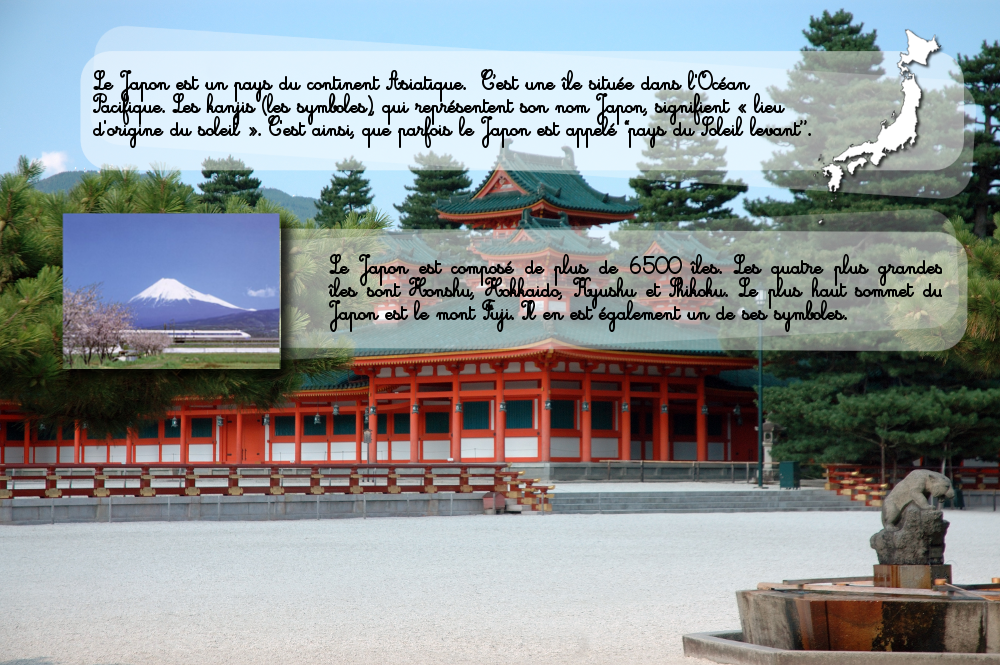 Le Japon est un pays du continent Asiatique. C'est une île située dans l'Océan
Pacifique. Les kanjis (les symboles), qui représentent son nom Japon, signifient « lieu
d'origine du soleil ». C'est ainsi, que parfois le Japon est appelé “pays du Soleil levant”.
Le Japon est composé de plus de 6500 îles. Les quatre plus grandes
îles sont Honshu, Hokkaido, Kyushu et Shikoku. Le plus haut sommet du
Japon est le mont Fuji. Il en est également un de ses symboles.